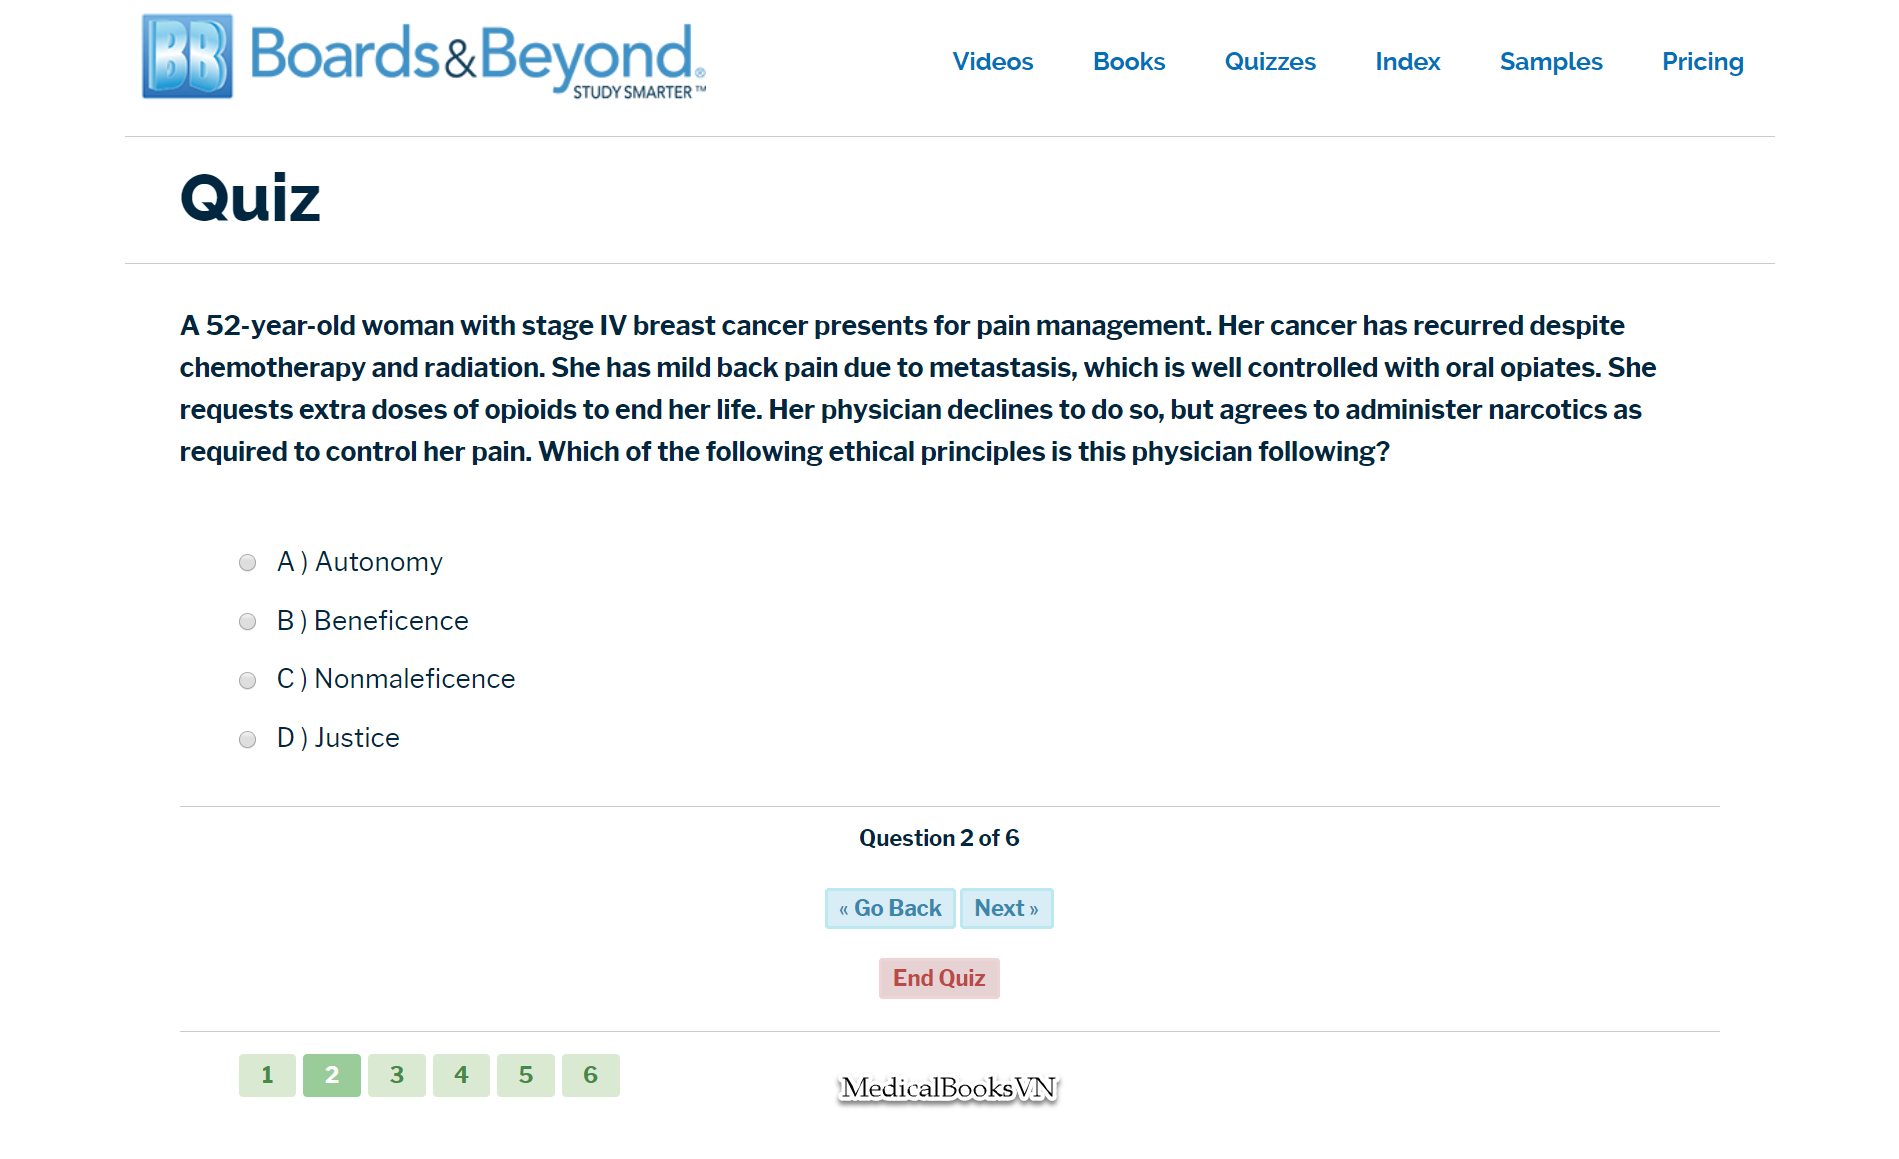 BB Boards&Beyond®
STUDY SMARTER™
Videos Books Quizzes Index Samples Pricing
Quiz
A 52-year-old woman with stage IV breast cancer presents for pain management. Her cancer has recurred despite
chemotherapy and radiation. She has mild back pain due to metastasis, which is well controlled with oral opiates. She
requests extra doses of opioids to end her life. Her physician declines to do so, but agrees to administer narcotics as
required to control her pain. Which of the following ethical principles is this physician following?
A ) Autonomy
B ) Beneficence
C ) Nonmaleficence
D ) Justice
Question 2 of 6
« Go Back Next »
End Quiz
1 2 3 4 5 6
MedicalBooksVN